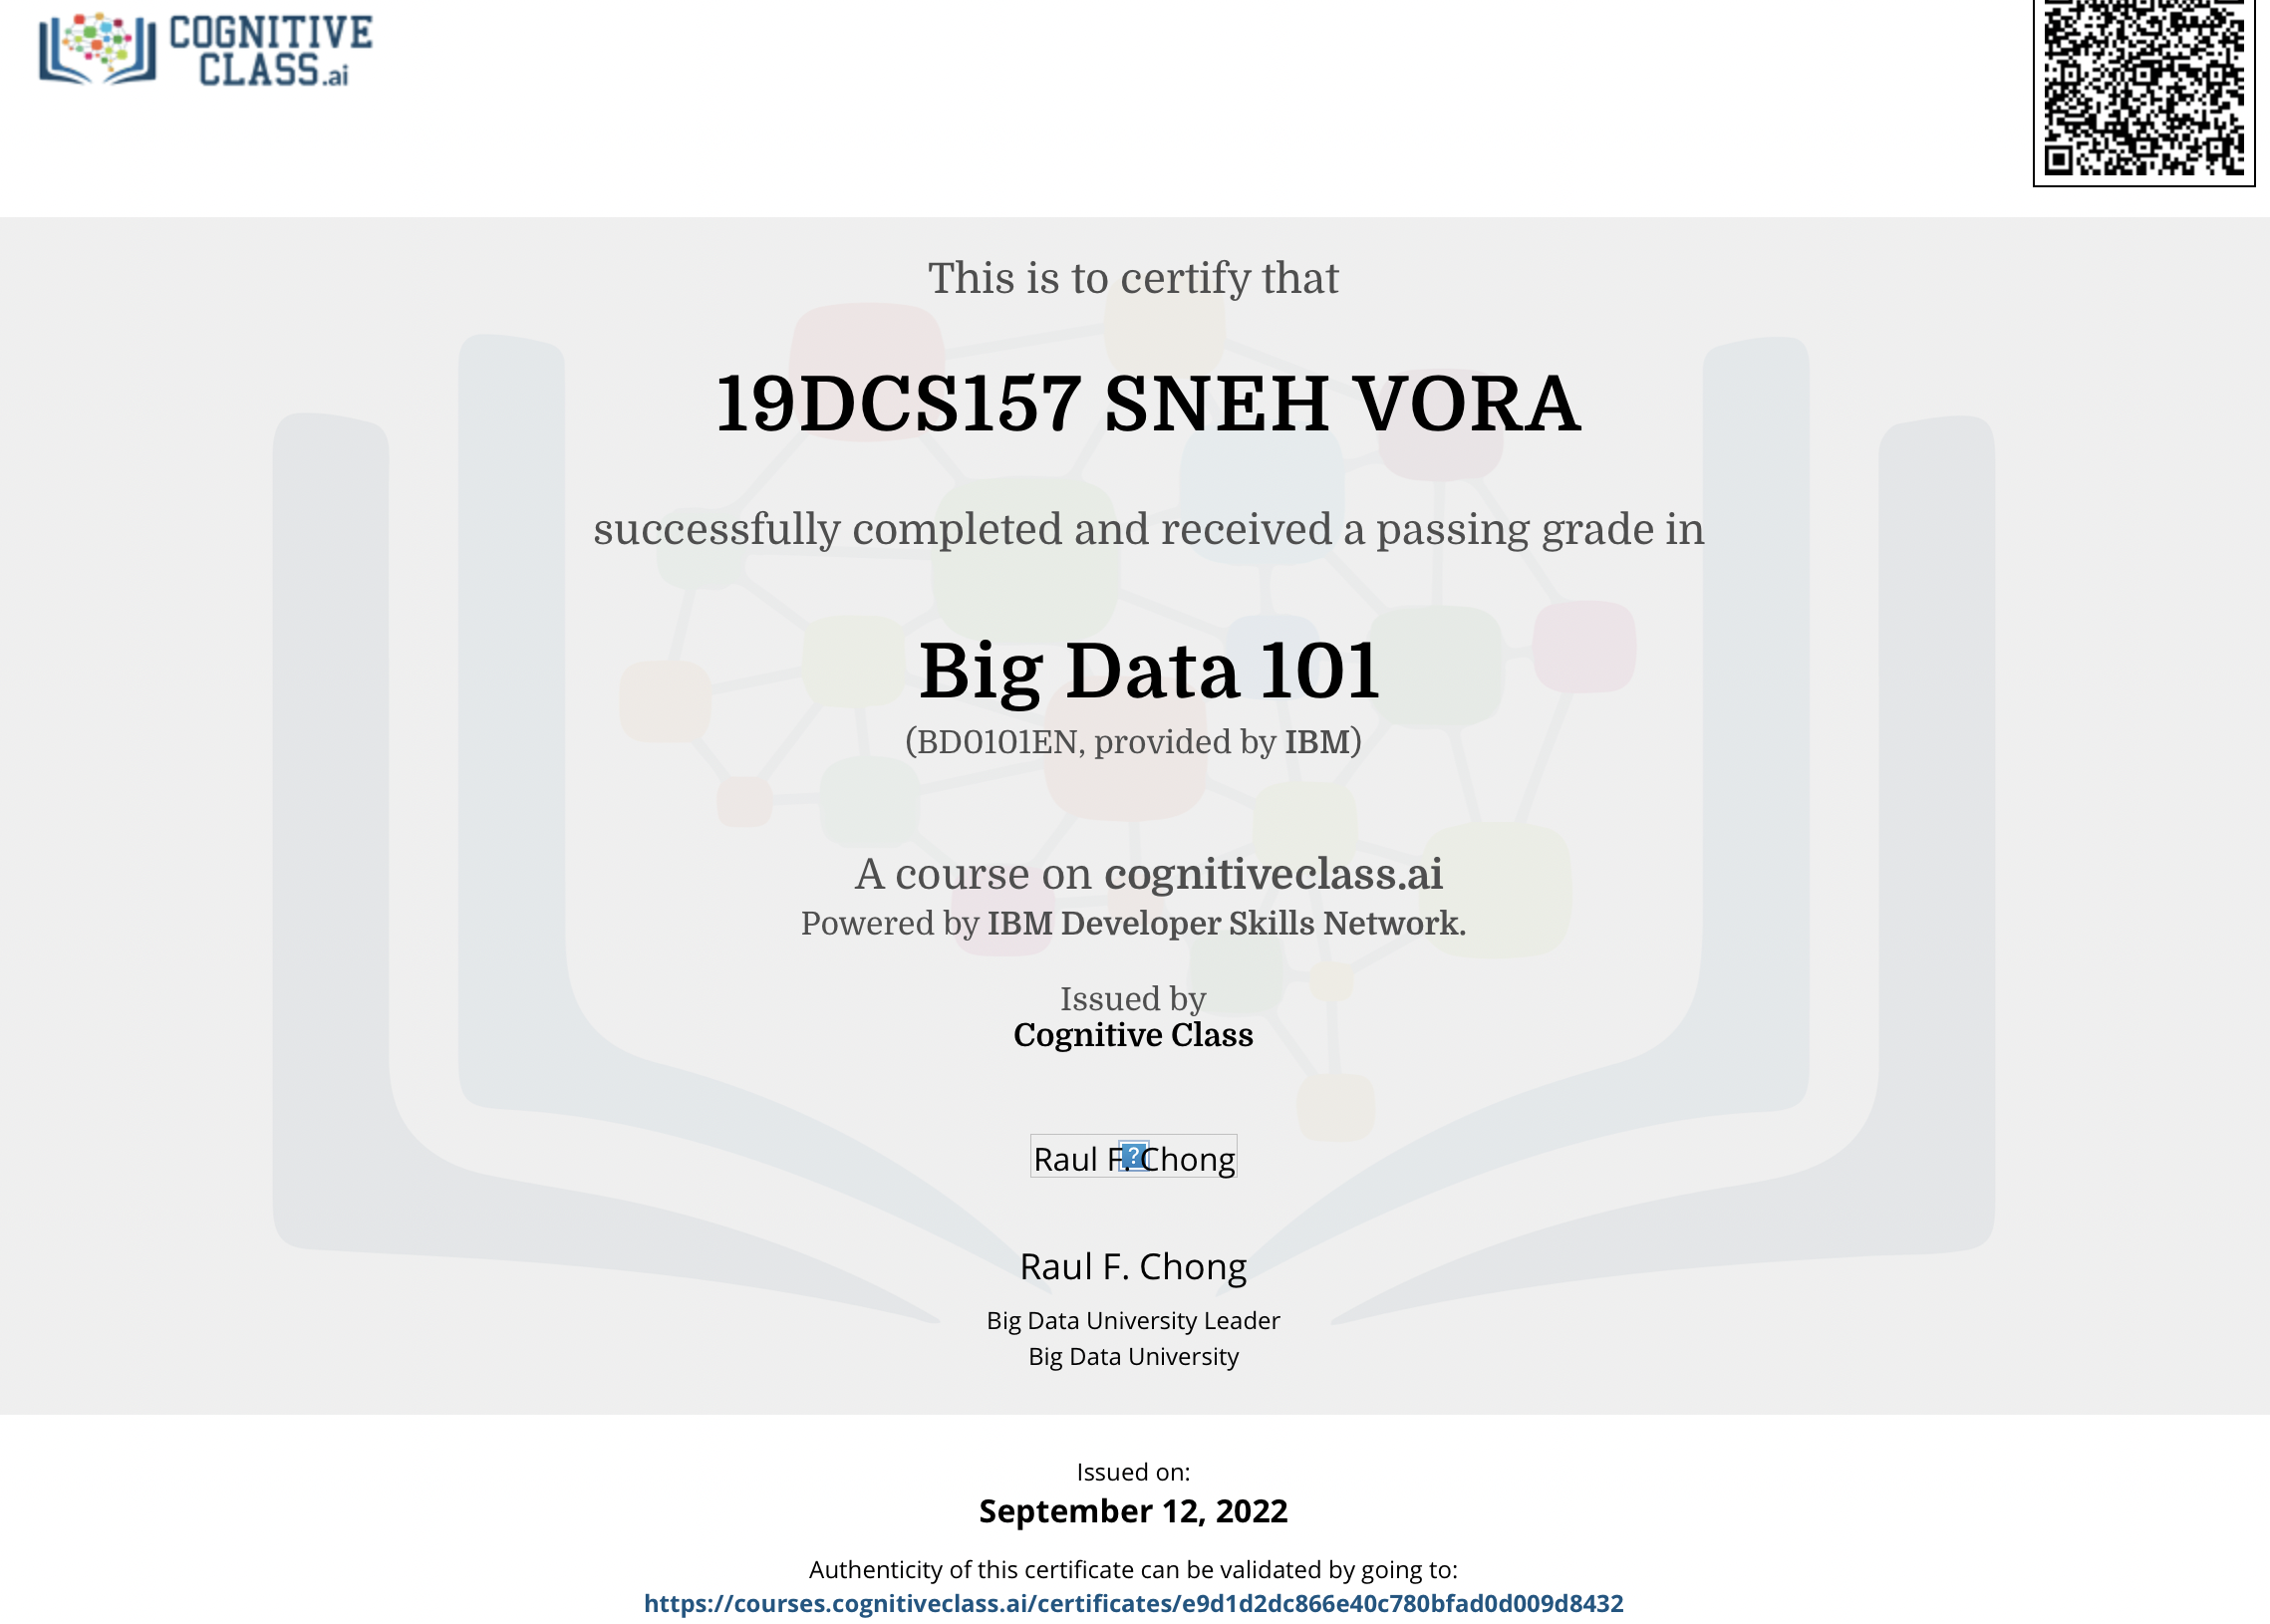 COGNITIVE
CLASS.ai
This is to certify that
19DCS157 SNEH VORA
successfully completed and received a passing grade in
Big Data 101
(BD0101EN, provided by IBM)
A course on cognitiveclass.ai
Powered by IBM Developer Skills Network.
Issued by
Cognitive Class
Raul F. Chong
Raul F. Chong
Big Data University Leader
Big Data University
Issued on:
September 12, 2022
Authenticity of this certificate can be validated by going to:
https://courses.cognitiveclass.ai/certificates/e9d1d2dc866e40c780bfad0d009d8432